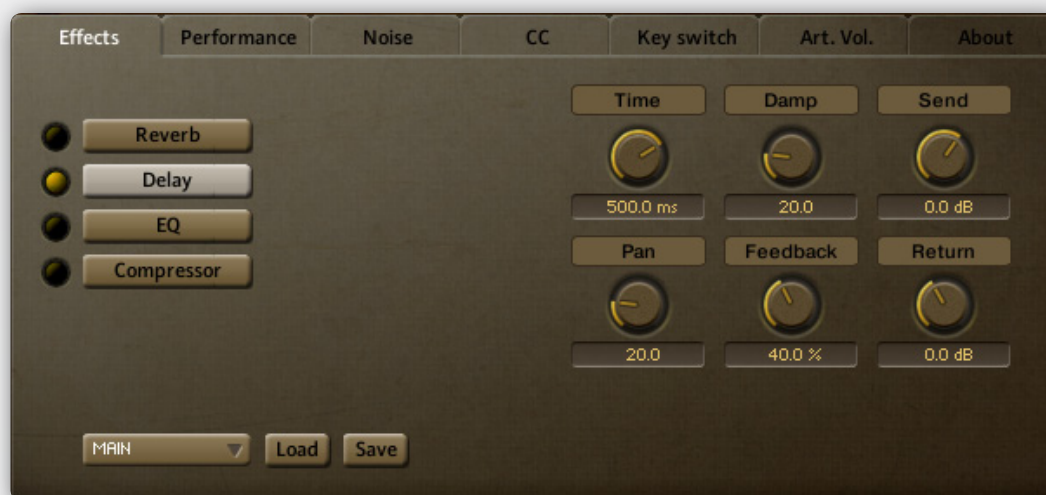 Effects Performance Noise CC Key switch Art. Vol. About
Time Damp Send
Reverb
Delay
500.0 ms 20.0 0.0 dB
EQ
Pan Feedback Return
Compressor
20.0 40.0 % 0.0 dB
MAIN Load Save